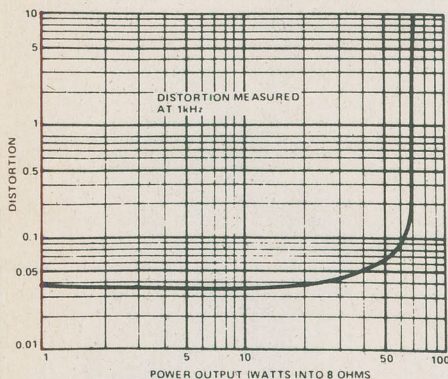 10
5
DISTORTION MEASURED
AT 1kHz
1
0.5
DISTORTION
0.1
0.05
0.01
1 5 10 50 100
POWER OUTPUT (WATTS INTO 8 OHMS